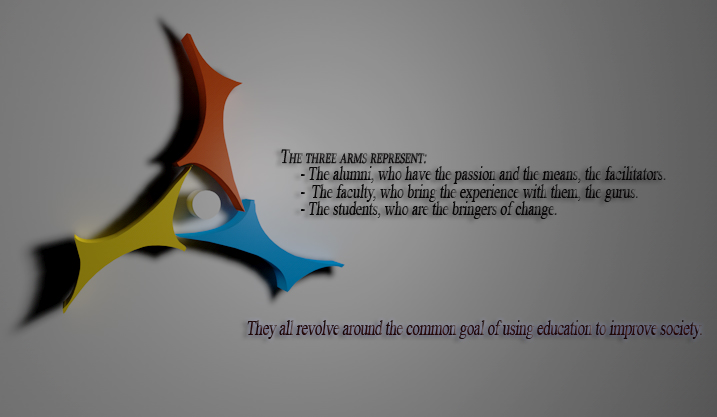 THE THREE ARMS REPRESENT:
- The alumni, who have the passion and the means, the facilitators.
- The faculty, who bring the experience with them, the gurus.
- The students, who are the bringers of change.
They all revolve around the common goal of using education to improve society.